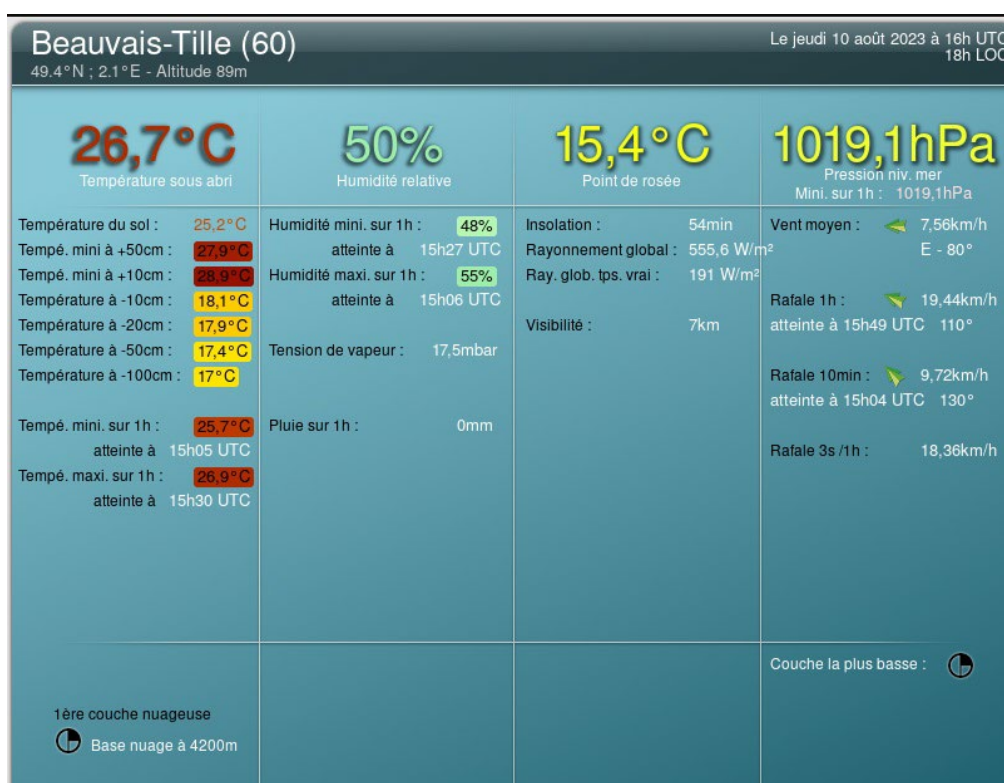 Beauvais-Tille (60)
49.4°N ; 2.1°E - Altitude 89m
Le jeudi 10 août 2023 à 16h UTC
18h LOC
26,7°C
Température sous abri
Température du sol : 25,2°C
Tempé. mini à +50cm : 27,9°C
Tempé. mini à +10cm : 28,9°C
Température à -10cm : 18,1°C
Température à -20cm : 17,9°C
Température à -50cm : 17,4°C
Température à -100cm : 17°C
Tempé. mini. sur 1h : 25,7°C
atteinte à 15h05 UTC
Tempé. maxi. sur 1h : 26,9°C
atteinte à 15h30 UTC
50%
Humidité relative
Humidité mini. sur 1h : 48%
atteinte à 15h27 UTC
Humidité maxi. sur 1h : 55%
atteinte à 15h06 UTC
Tension de vapeur : 17,5mbar
Pluie sur 1h : 0mm
15,4°C
Point de rosée
Insolation : 54min
Rayonnement global : 555,6 W/m²
Ray. glob. tps. vrai : 191 W/m²
Visibilité : 7km
1019,1hPa
Pression niv. mer
Mini. sur 1h : 1019,1hPa
Vent moyen : 7,56km/h
E - 80°
Rafale 1h : 19,44km/h
atteinte à 15h49 UTC 110°
Rafale 10min : 9,72km/h
atteinte à 15h04 UTC 130°
Rafale 3s /1h : 18,36km/h
Couche la plus basse :
1ère couche nuageuse
Base nuage à 4200m